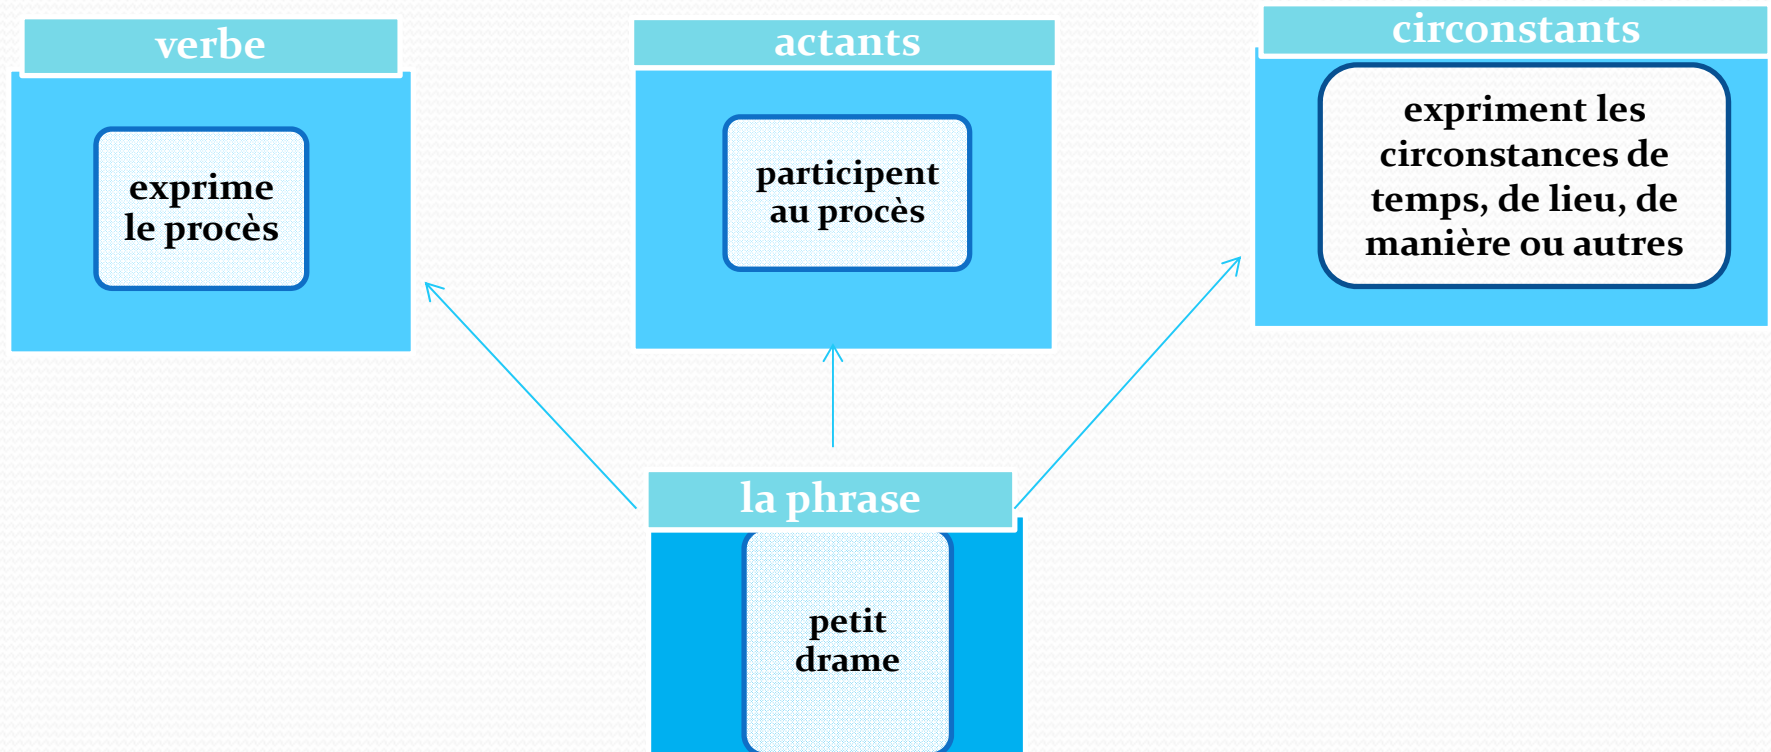 verbe
exprime
le procès
actants
participent
au procès
circonstants
expriment les
circonstances de
temps, de lieu, de
manière ou autres
la phrase
petit
drame